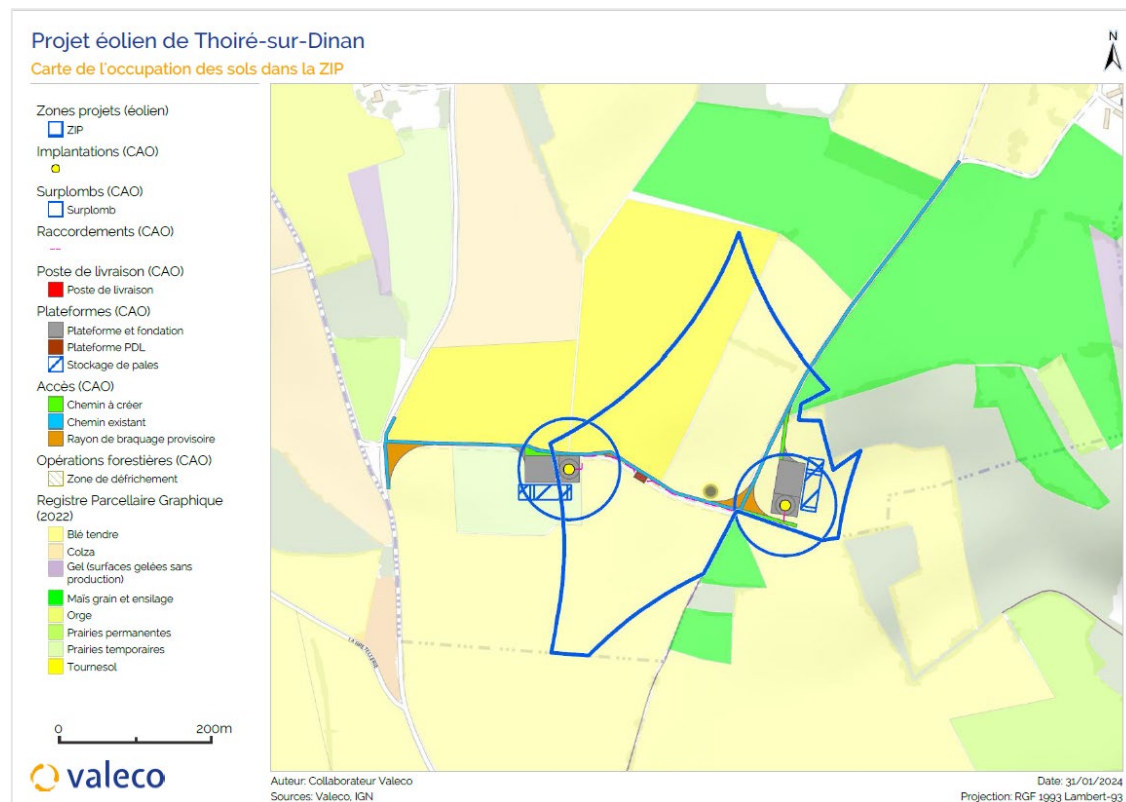 Projet éolien de Thoiré-sur-Dinan
Carte de l'occupation des sols dans la ZIP
N
Zones projets (éolien)
ZIP
Implantations (CAO)
Surplombs (CAO)
Surplomb
Raccordements (CAO)
Poste de livraison (CAO)
Poste de livraison
Plateformes (CAO)
Plateforme et fondation
Plateforme PDL
Stockage de pales
Accès (CAO)
Chemin à créer
Chemin existant
Rayon de braquage provisoire
Opérations forestières (CAO)
Zone de défrichement
Registre Parcellaire Graphique
(2022)
Blé tendre
Colza
Gel (surfaces gelées sans
production)
Maïs grain et ensilage
Orge
Prairies permanentes
Prairies temporaires
Tournesol
0 200m
valeco
Auteur: Collaborateur Valeco
Sources: Valeco, IGN
Date: 31/01/2024
Projection: RGF 1993 Lambert-93